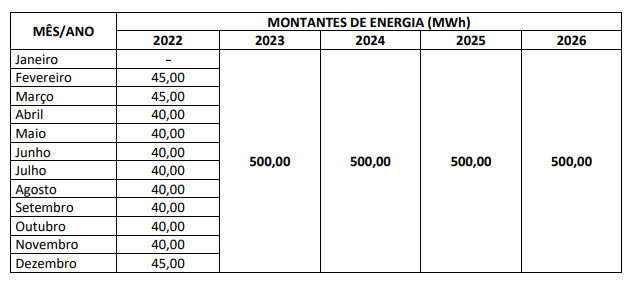 MÊS/ANO MONTANTES DE ENERGIA (MWh)
2022 2023 2024 2025 2026
Janeiro -
Fevereiro 45,00
Março 45,00
Abril 40,00
Maio 40,00
Junho 40,00
500,00 500,00 500,00 500,00
Julho 40,00
Agosto 40,00
Setembro 40,00
Outubro 40,00
Novembro 40,00
Dezembro 45,00